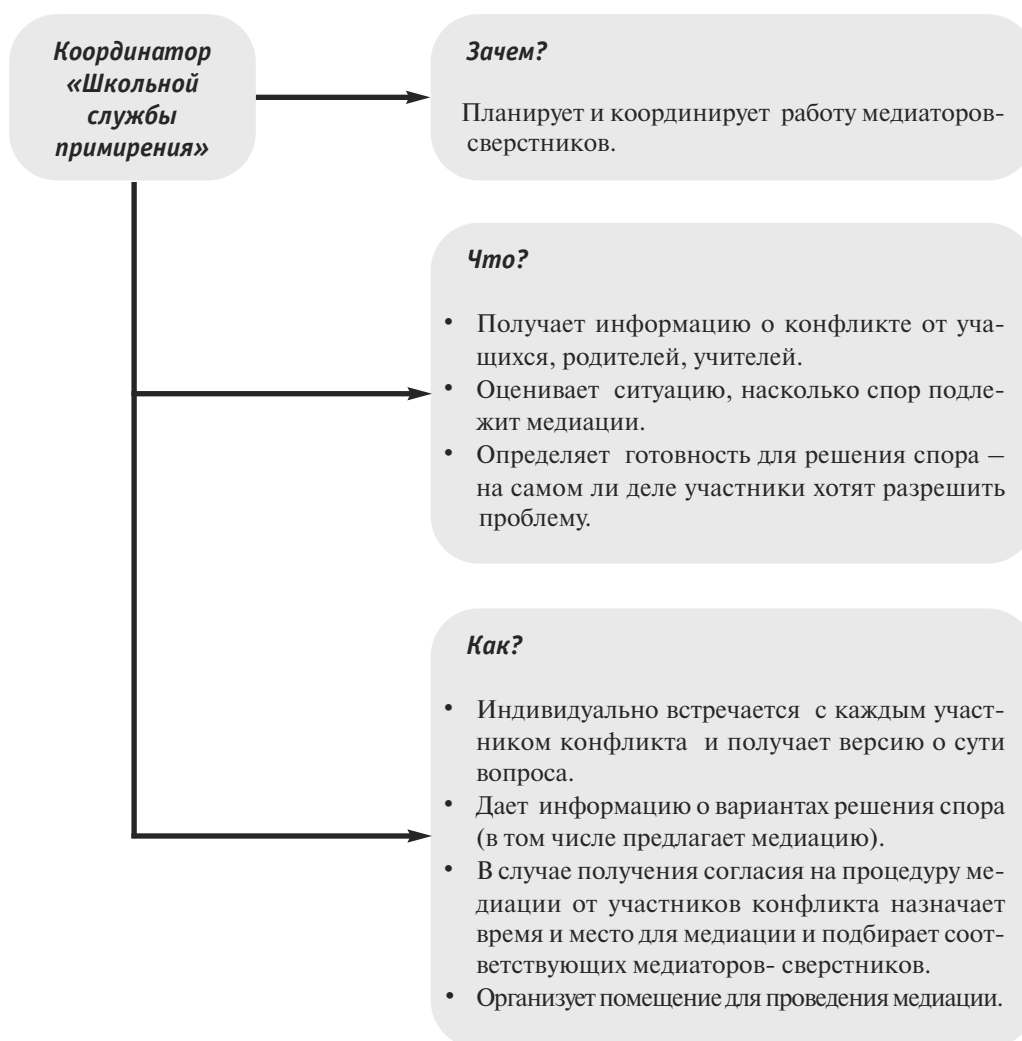 Координатор
«Школьной
службы
примирения»
Зачем?
Планирует и координирует работу медиаторов-
сверстников.
Что?
• Получает информацию о конфликте от уча-
щихся, родителей, учителей.
• Оценивает ситуацию, насколько спор подле-
жит медиации.
• Определяет готовность для решения спора –
на самом ли деле участники хотят разрешить
проблему.
Как?
• Индивидуально встречается с каждым участ-
ником конфликта и получает версию о сути
вопроса.
• Дает информацию о вариантах решения спора
(в том числе предлагает медиацию).
• В случае получения согласия на процедуру ме-
диации от участников конфликта назначает
время и место для медиации и подбирает соот-
ветствующих медиаторов- сверстников.
• Организует помещение для проведения медиации.